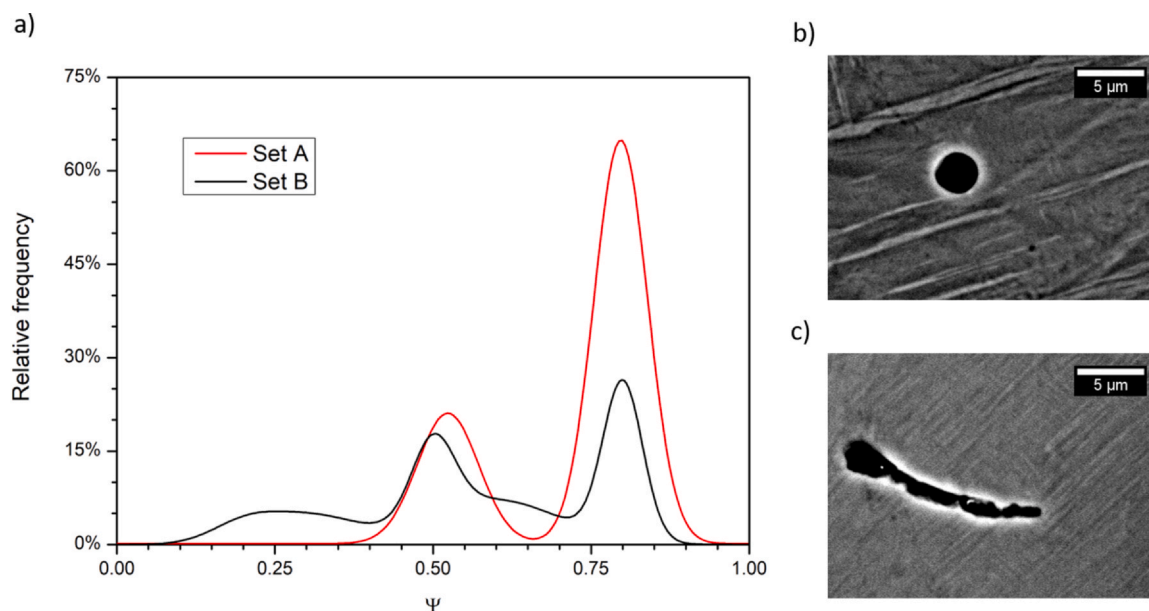 a)
75%
60%
45%
30%
15%
0%
Relative frequency
Set A
Set B
0.00 0.25 0.50 0.75 1.00
Ψ
b)
5 µm
c)
5 µm